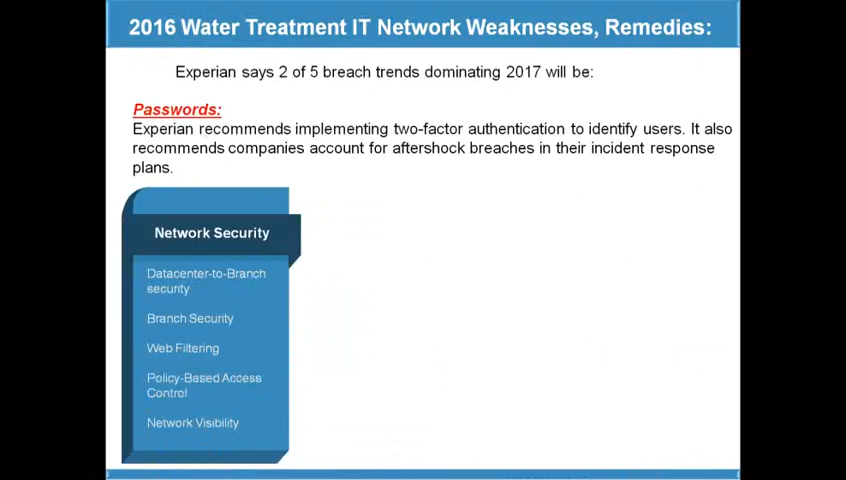 2016 Water Treatment IT Network Weaknesses, Remedies:
Experian says 2 of 5 breach trends dominating 2017 will be:
Passwords:
Experian recommends implementing two-factor authentication to identify users. It also
recommends companies account for aftershock breaches in their incident response
plans.
Network Security
Datacenter-to-Branch
security
Branch Security
Web Filtering
Policy-Based Access
Control
Network Visibility